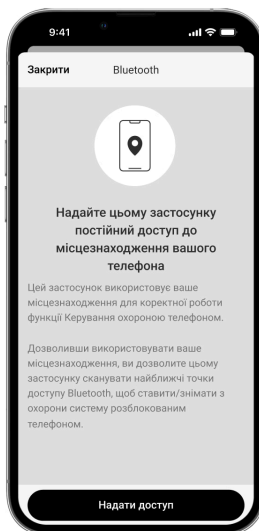 9:41
Закрити
Bluetooth
Надайте цьому застосунку
постійний доступ до
місцезнаходження вашого
телефона
Цей застосунок використовує ваше
місцезнаходження для коректної роботи
функції Керування охороною телефоном.
Дозволивши використовувати ваше
місцезнаходження, ви дозволите цьому
застосунку сканувати найближчі точки
доступу Bluetooth, щоб ставити/знімати з
охорони систему розблокованим
телефоном.
Надати доступ